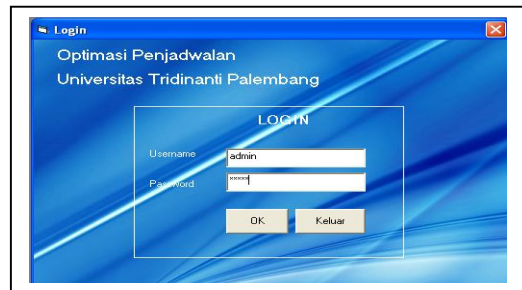 Login
Optimasi Penjadwalan
Universitas Tridinanti Palembang
LOGIN
Username
admin
Password
×××××
OK
Keluar